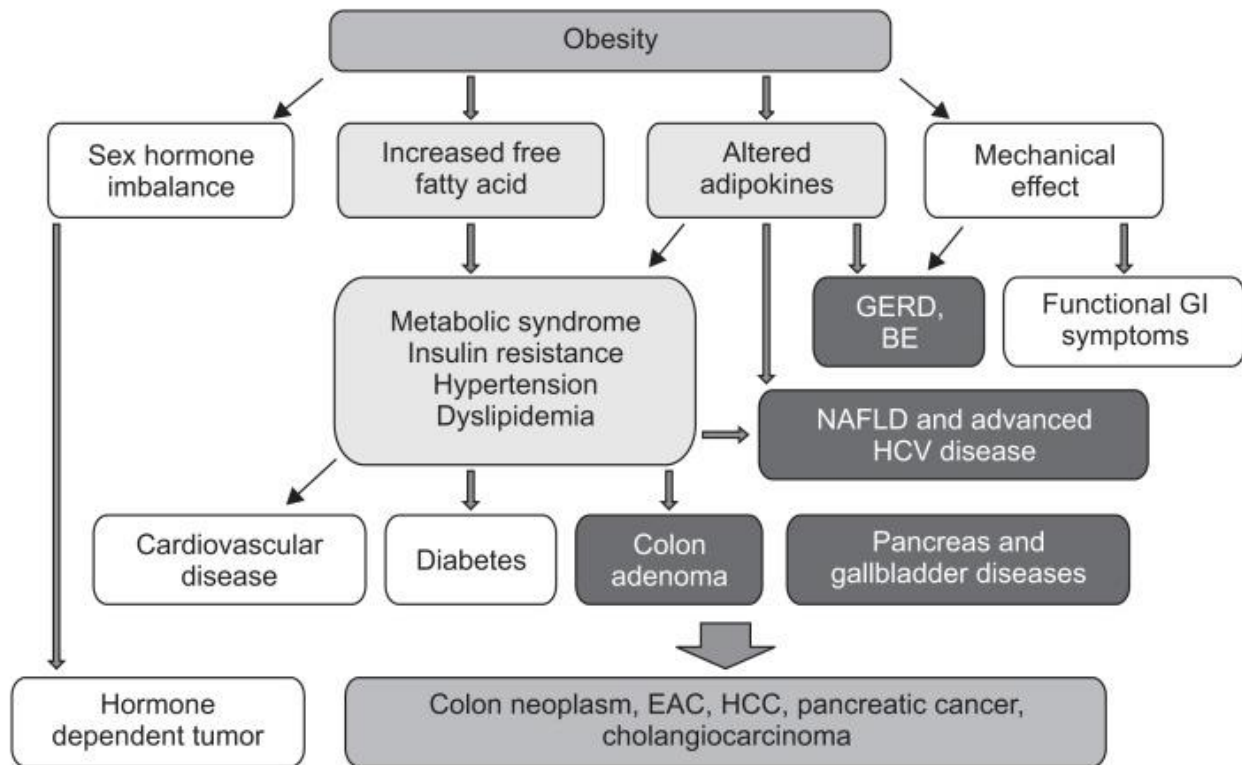 Obesity
Sex hormone
imbalance
Increased free
fatty acid
Altered
adipokines
Mechanical
effect
Metabolic syndrome
Insulin resistance
Hypertension
Dyslipidemia
GERD,
BE
Functional GI
symptoms
NAFLD and advanced
HCV disease
Cardiovascular
disease
Diabetes
Colon
adenoma
Pancreas and
gallbladder diseases
Hormone
dependent tumor
Colon neoplasm, EAC, HCC, pancreatic cancer,
cholangiocarcinoma